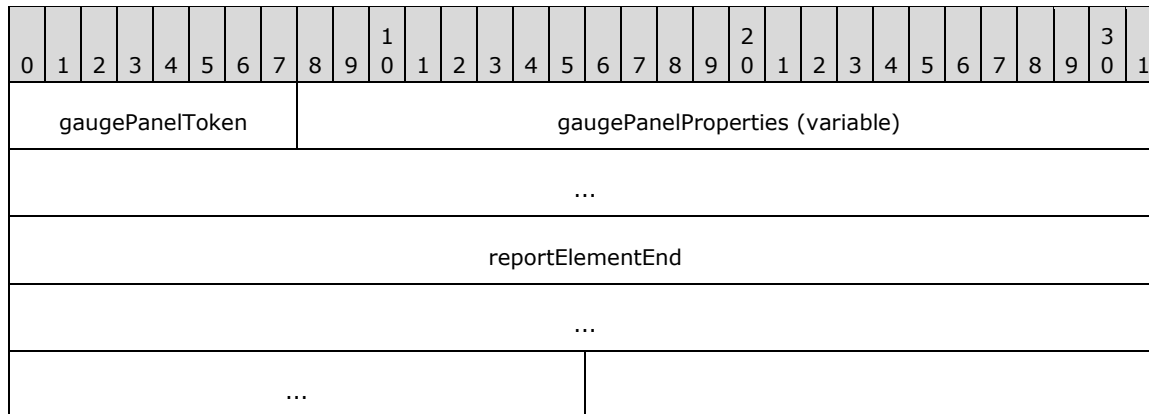 1 2 3
0 1 2 3 4 5 6 7 8 9 0 1 2 3 4 5 6 7 8 9 0 1 2 3 4 5 6 7 8 9 0 1
gaugePanelToken gaugePanelProperties (variable)
...
reportElementEnd
...
...